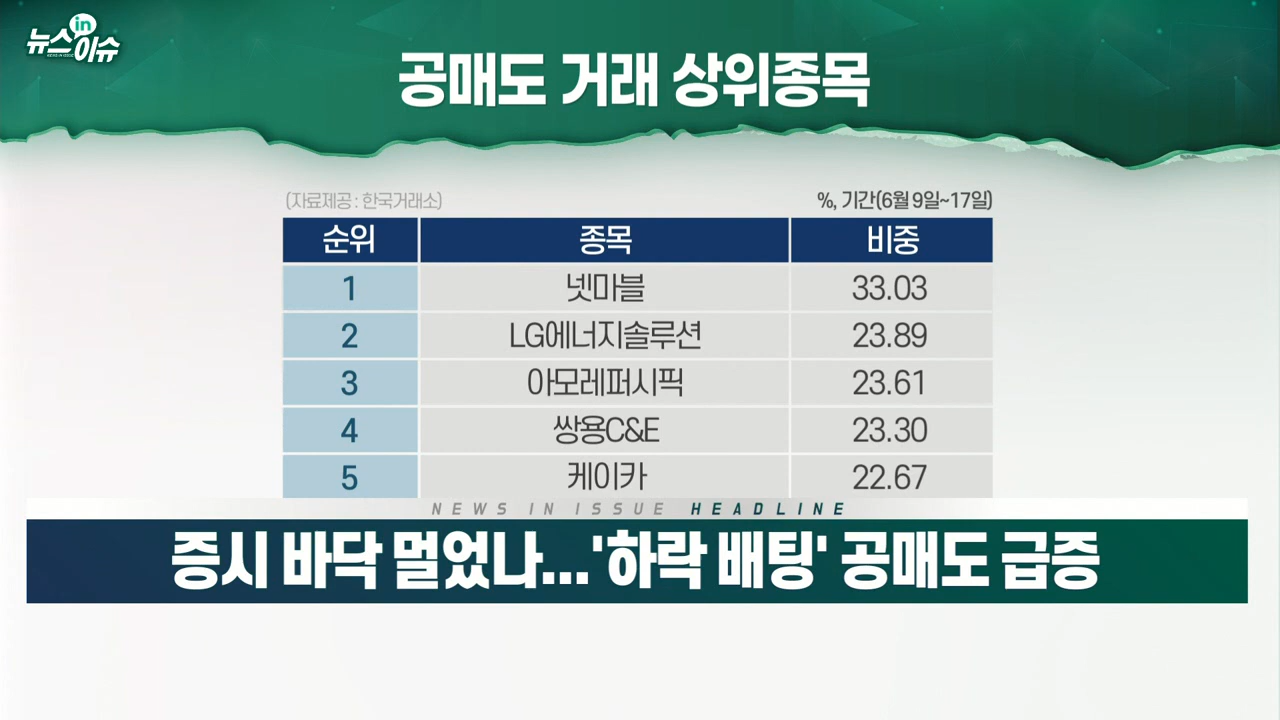 뉴스in이슈
공매도 거래 상위종목
(자료제공 : 한국거래소) %, 기간(6월 9일~17일)
순위 종목 비중
1 넷마블 33.03
2 LG에너지솔루션 23.89
3 아모레퍼시픽 23.61
4 쌍용C&E 23.30
5 케이카 22.67
NEWS IN ISSUE HEADLINE
증시 바닥 멀었나...'하락 배팅' 공매도 급증